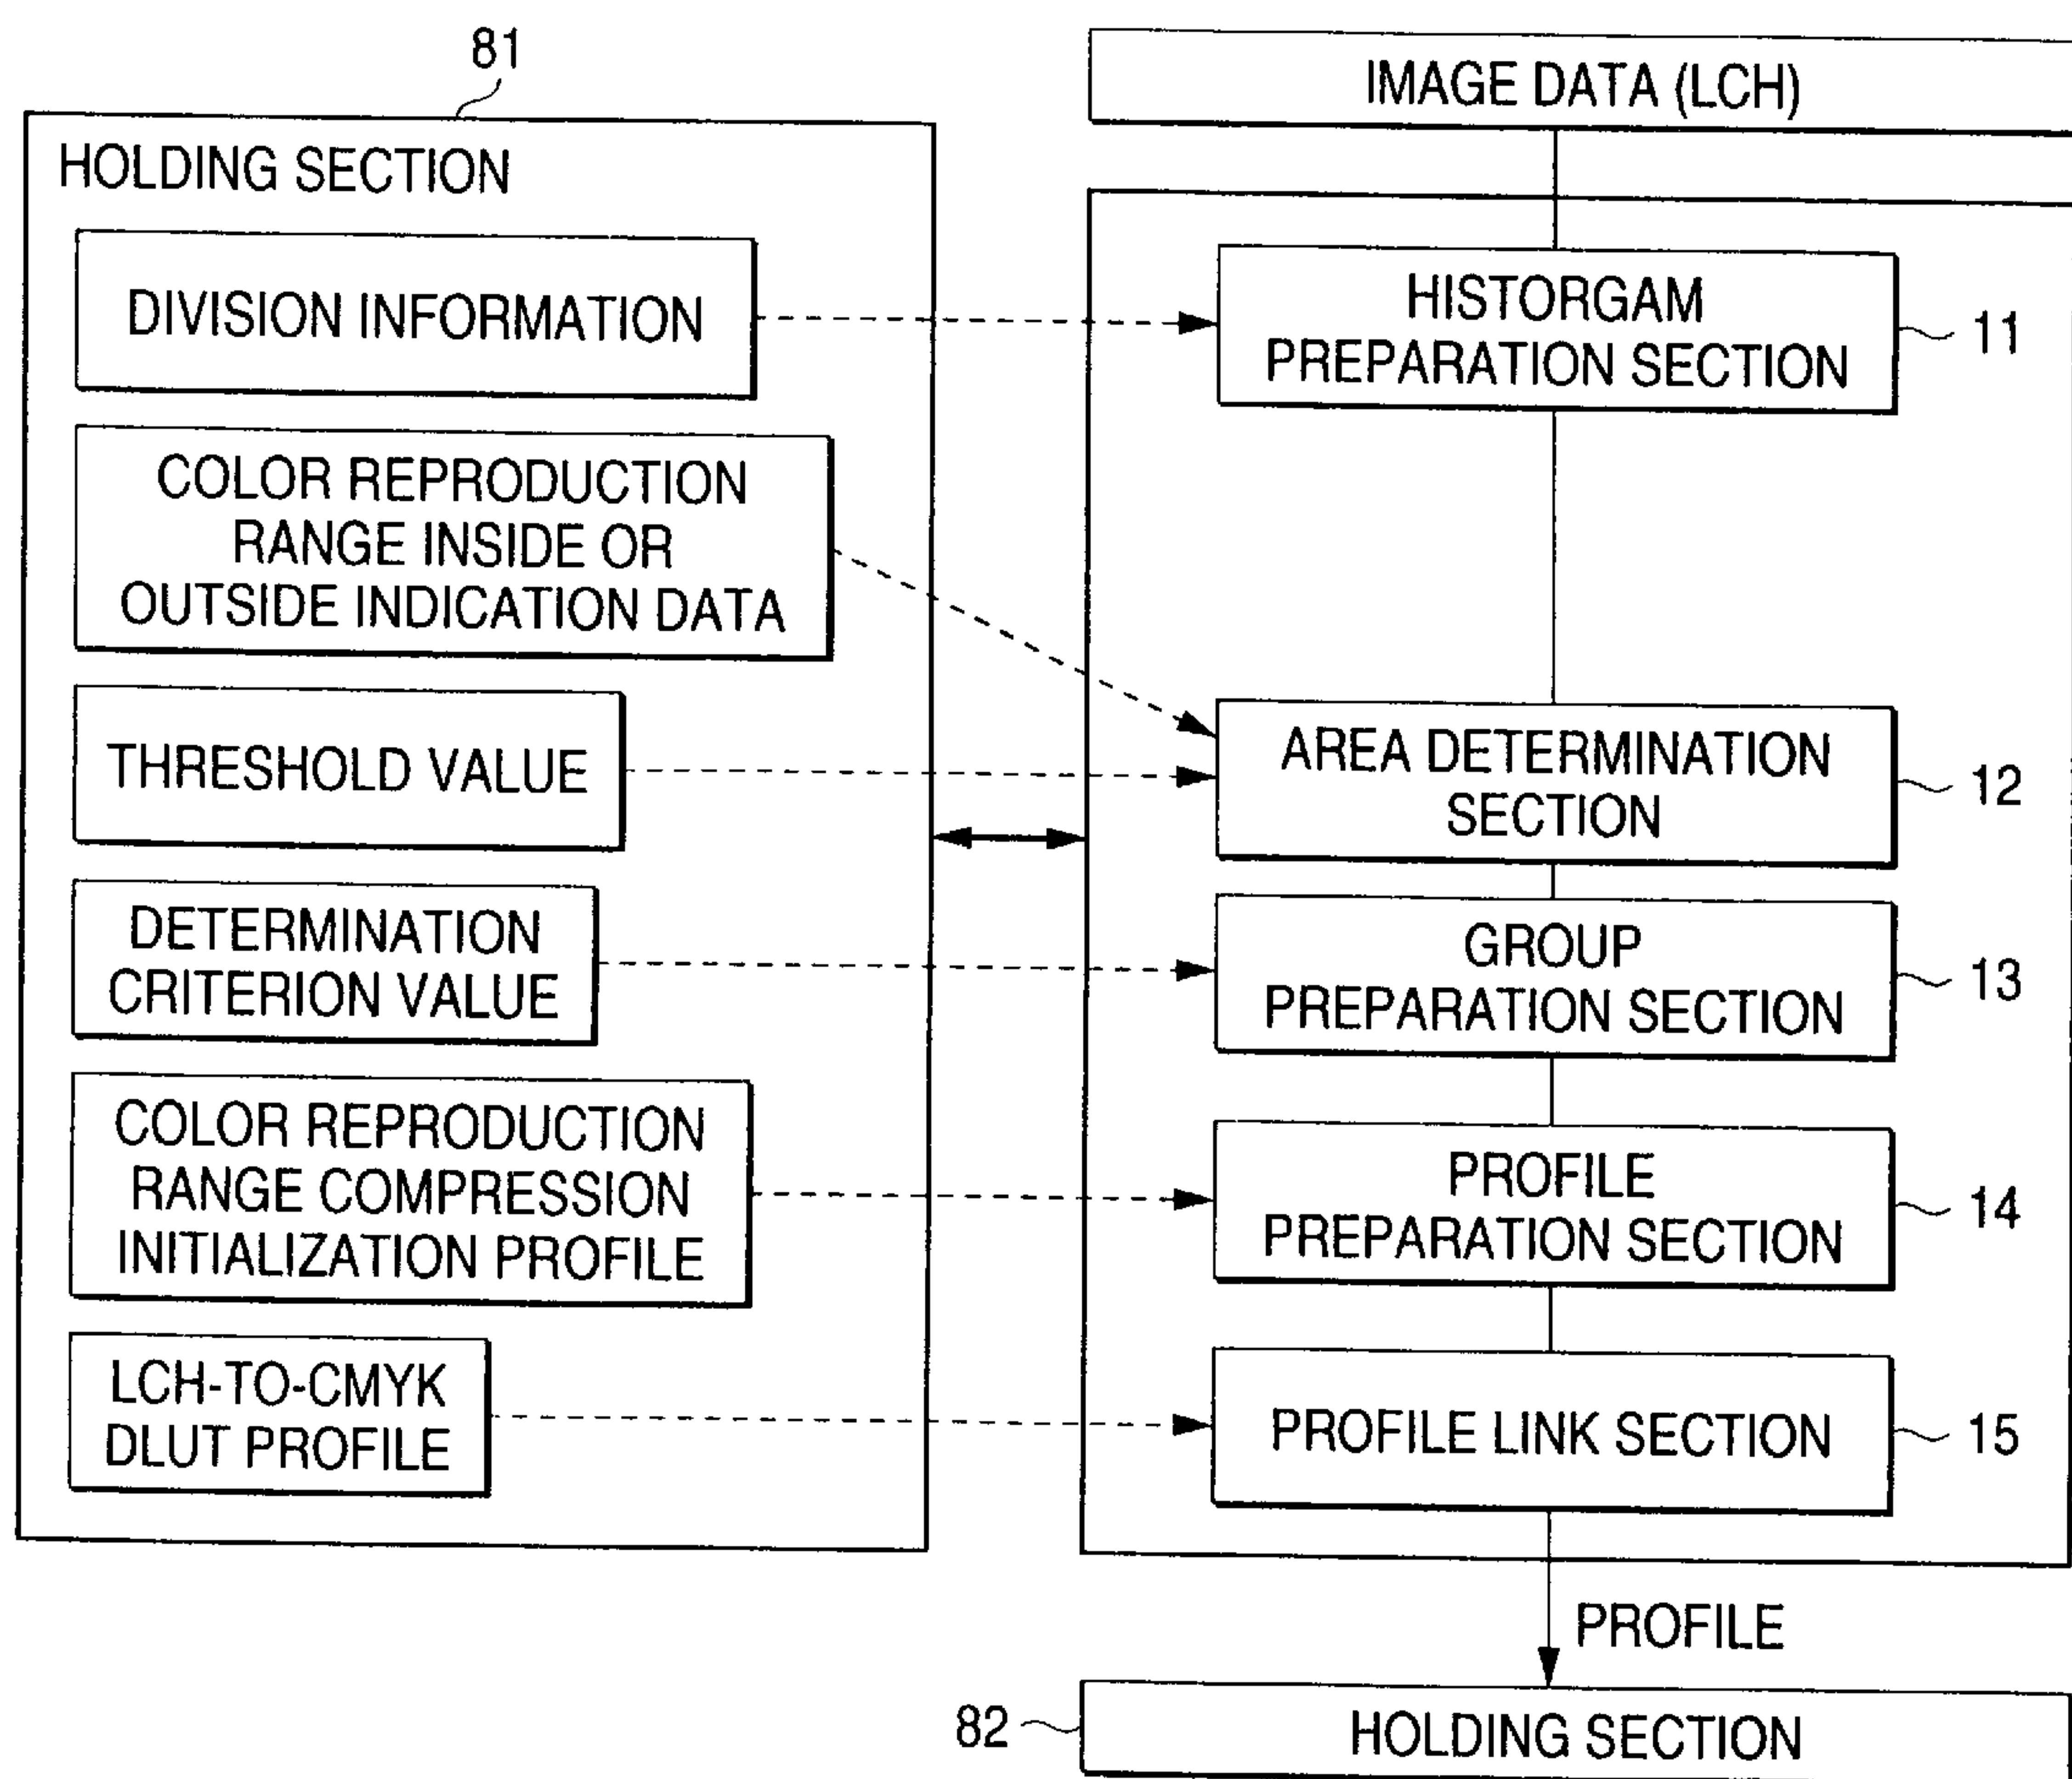 81
HOLDING SECTION
DIVISION INFORMATION
COLOR REPRODUCTION
RANGE INSIDE OR
OUTSIDE INDICATION DATA
THRESHOLD VALUE
DETERMINATION
CRITERION VALUE
COLOR REPRODUCTION
RANGE COMPRESSION
INITIALIZATION PROFILE
LCH-TO-CMYK
DLUT PROFILE
IMAGE DATA (LCH)
HISTORGAM
PREPARATION SECTION
11
AREA DETERMINATION
SECTION
12
GROUP
PREPARATION SECTION
13
PROFILE
PREPARATION SECTION
14
PROFILE LINK SECTION
15
PROFILE
82
HOLDING SECTION